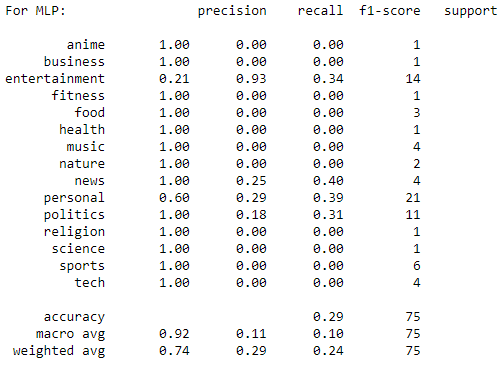 For MLP: precision recall f1-score support
anime 1.00 0.00 0.00 1
business 1.00 0.00 0.00 1
entertainment 0.21 0.93 0.34 14
fitness 1.00 0.00 0.00 1
food 1.00 0.00 0.00 3
health 1.00 0.00 0.00 1
music 1.00 0.00 0.00 4
nature 1.00 0.00 0.00 2
news 1.00 0.25 0.40 4
personal 0.60 0.29 0.39 21
politics 1.00 0.18 0.31 11
religion 1.00 0.00 0.00 1
science 1.00 0.00 0.00 1
sports 1.00 0.00 0.00 6
tech 1.00 0.00 0.00 4
accuracy 0.29 75
macro avg 0.92 0.11 0.10 75
weighted avg 0.74 0.29 0.24 75